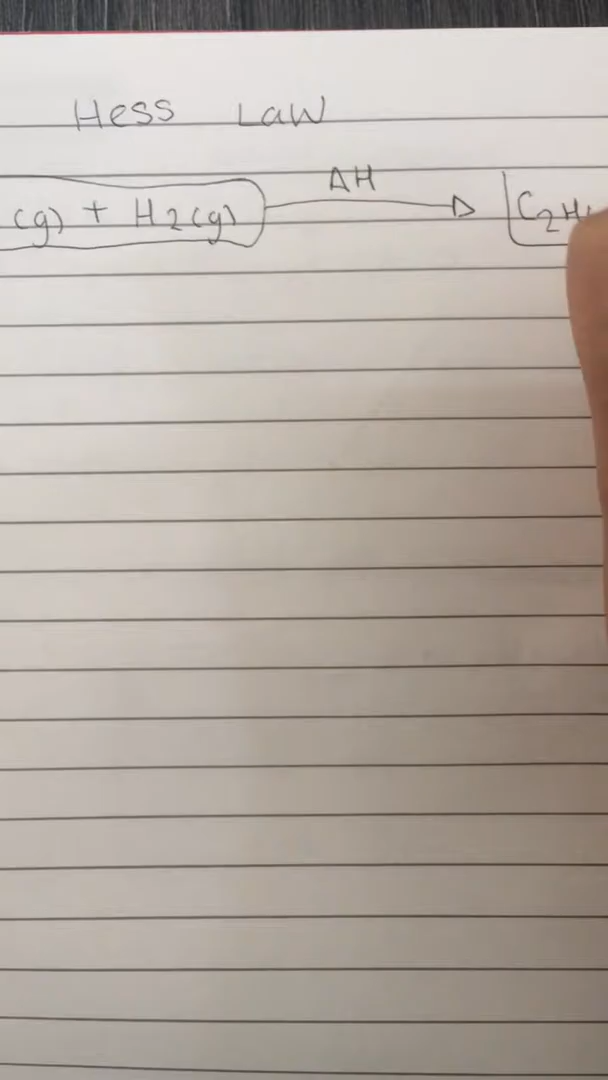 Hess Law
ΔH
(g) + H2(g) → C2H